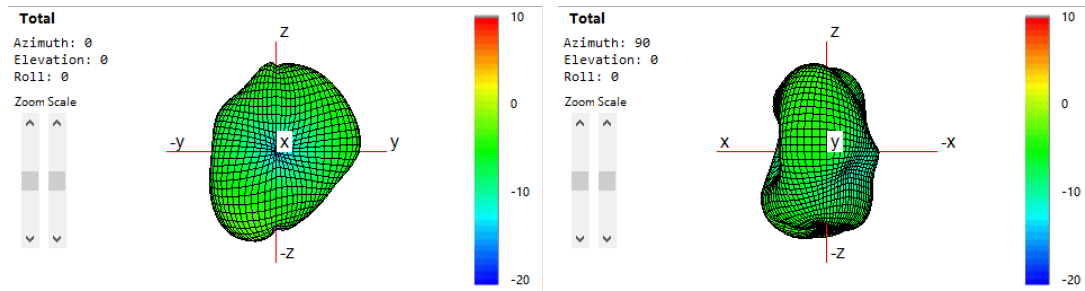 Total
Azimuth: 0
Elevation: 0
Roll: 0
Zoom Scale
z
-y
x
y
-z
10
0
-10
-20
Total
Azimuth: 90
Elevation: 0
Roll: 0
Zoom Scale
z
x
y
-x
-z
10
0
-10
-20